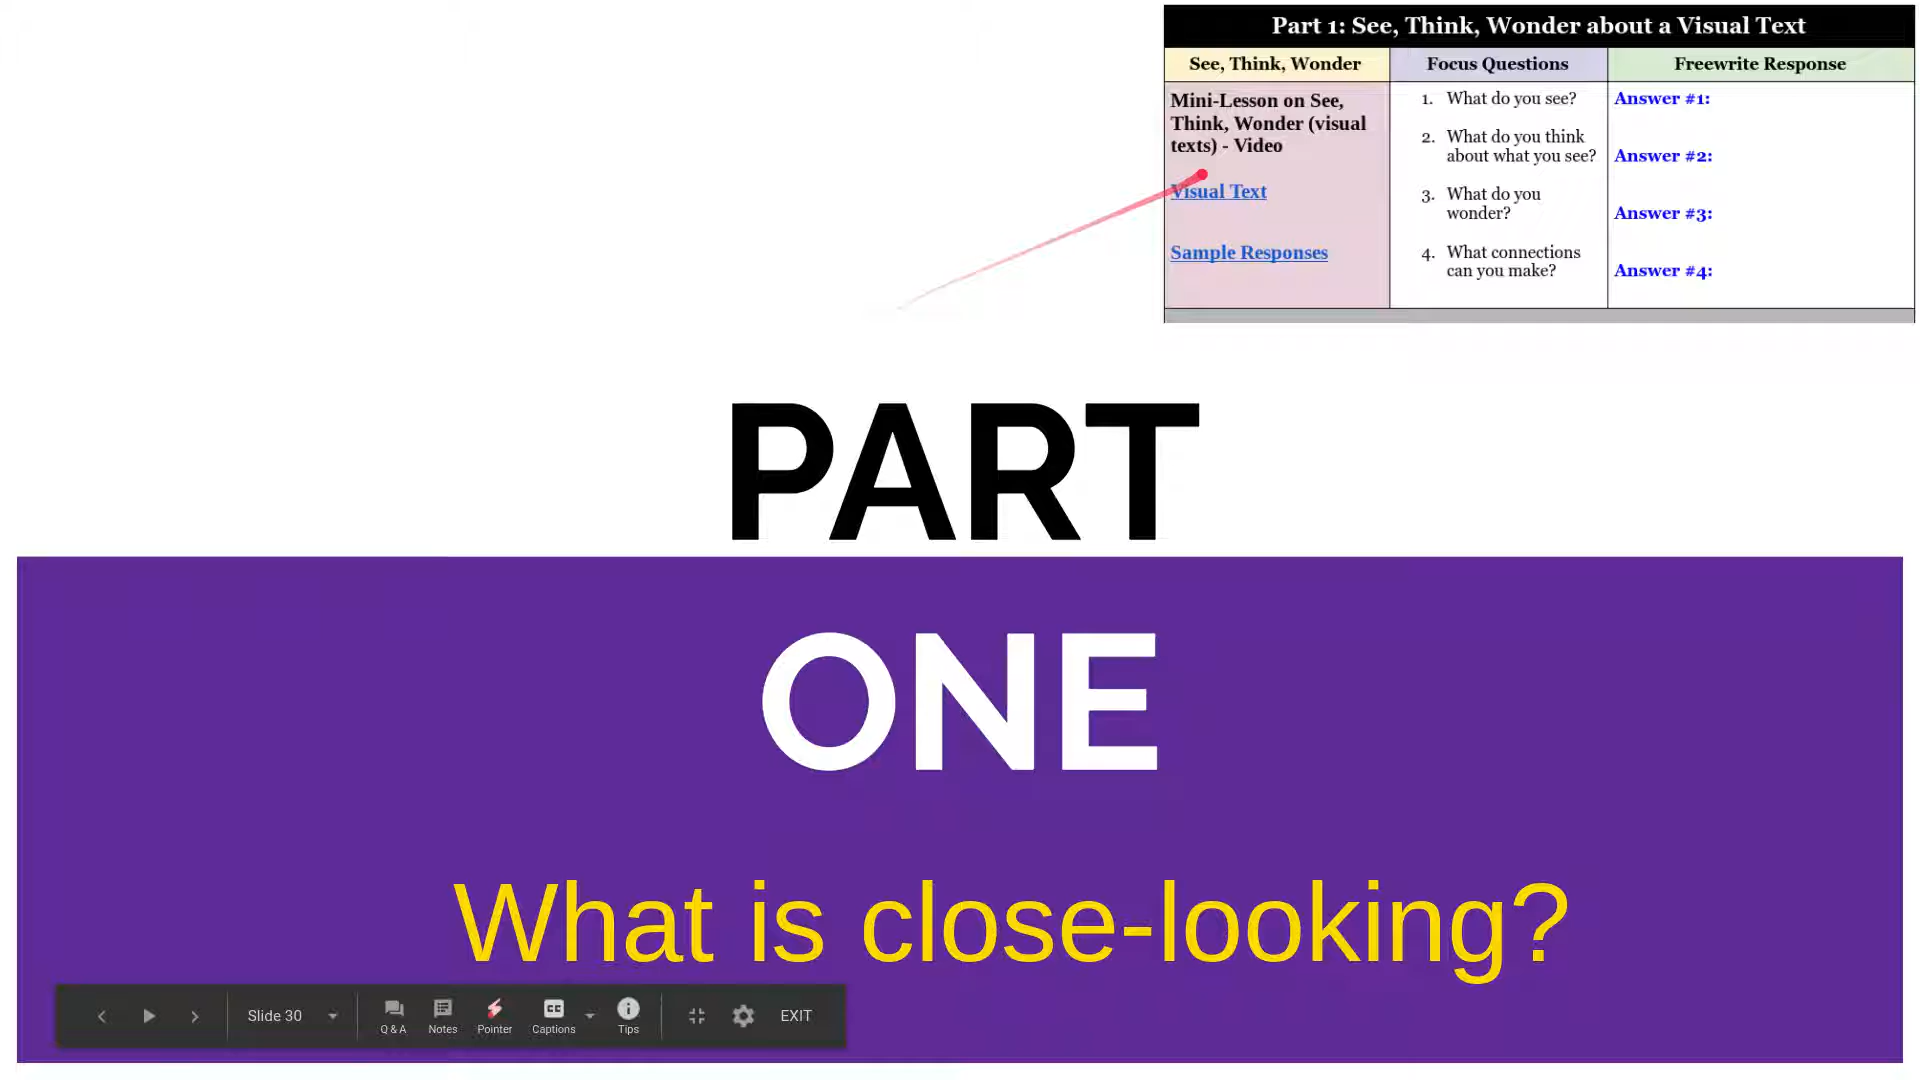 Part 1: See, Think, Wonder about a Visual Text
See, Think, Wonder
Focus Questions
Freewrite Response
Mini-Lesson on See,
Think, Wonder (visual
texts) - Video
Visual Text
Sample Responses
1. What do you see?
2. What do you think
about what you see?
3. What do you
wonder?
4. What connections
can you make?
Answer #1:
Answer #2:
Answer #3:
Answer #4:
PART
ONE
What is close-looking?
Slide 30
Q & A
Notes
Pointer
CC
Captions
Tips
EXIT